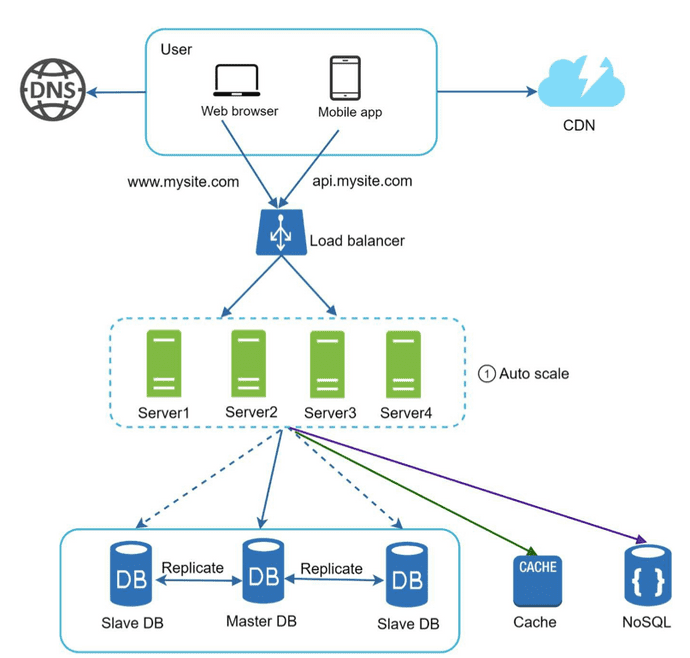 User
DNS
Web browser
Mobile app
CDN
www.mysite.com
api.mysite.com
Load balancer
1 Auto scale
Server1
Server2
Server3
Server4
DB
Replicate
DB
Replicate
DB
CACHE
{ }
Slave DB
Master DB
Slave DB
Cache
NoSQL